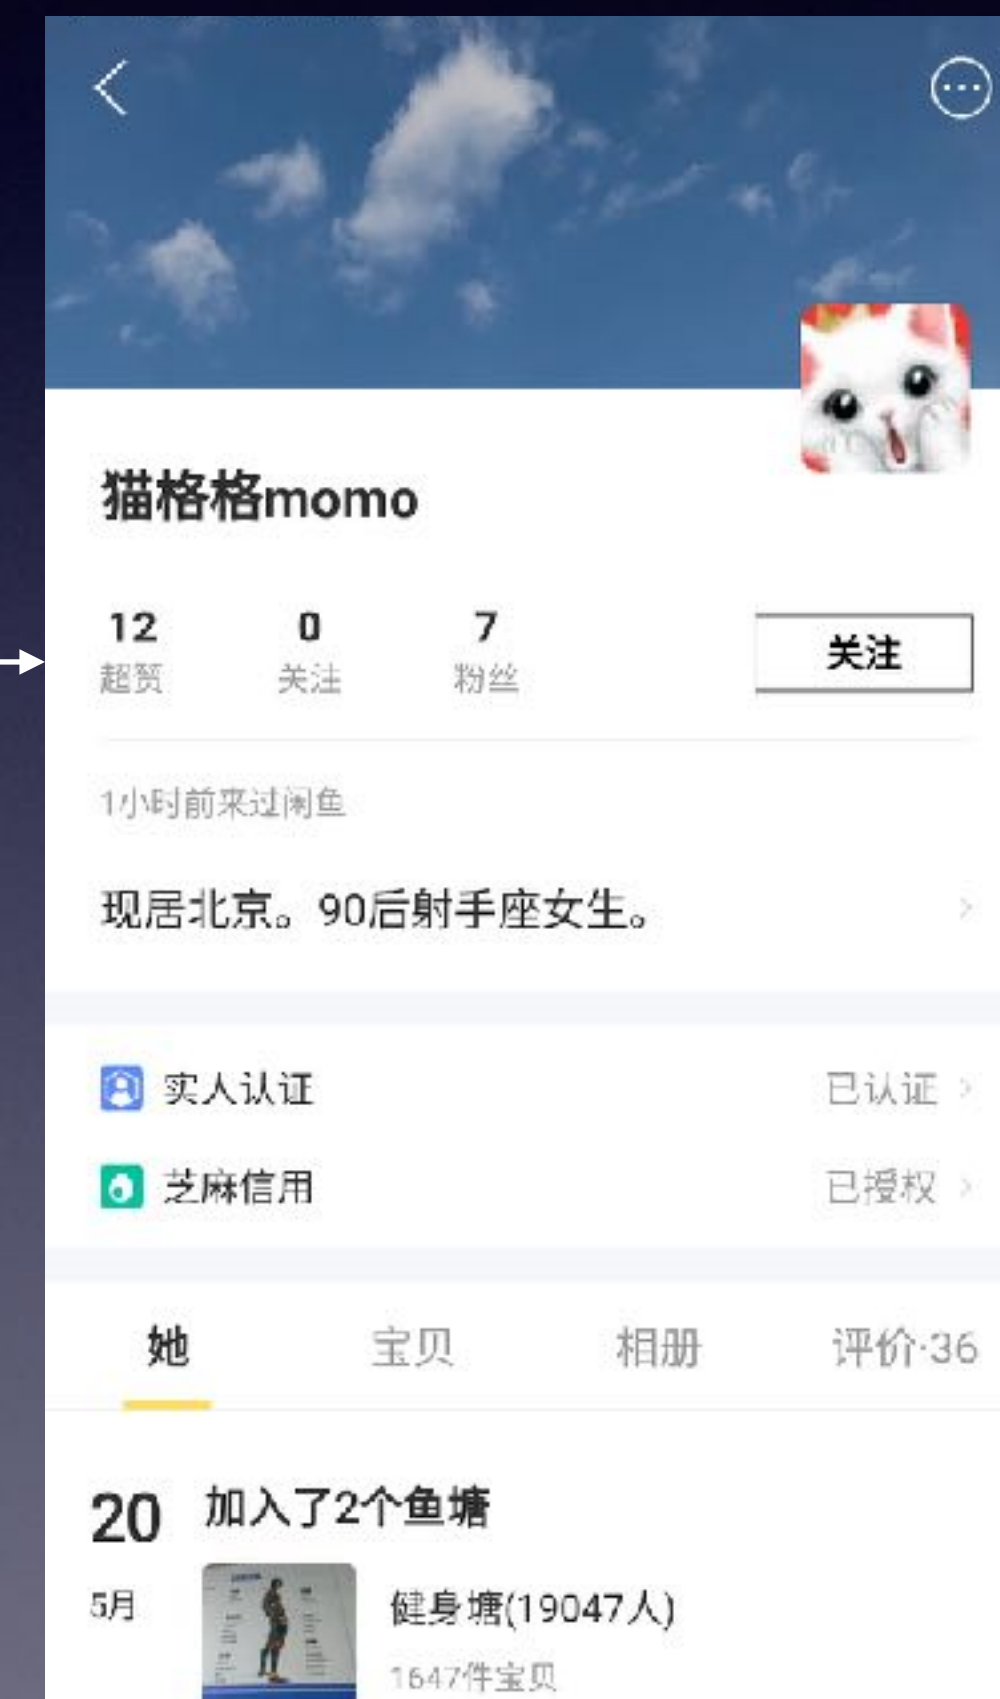 猫格格momo
12 0 7
超赞 关注 粉丝
关注
1小时前来过闲鱼
现居北京。90后射手座女生。
实人认证 已认证
芝麻信用 已授权
她 宝贝 相册 评价·36
20 加入了2个鱼塘
5月 健身塘(19047人)
1647件宝贝